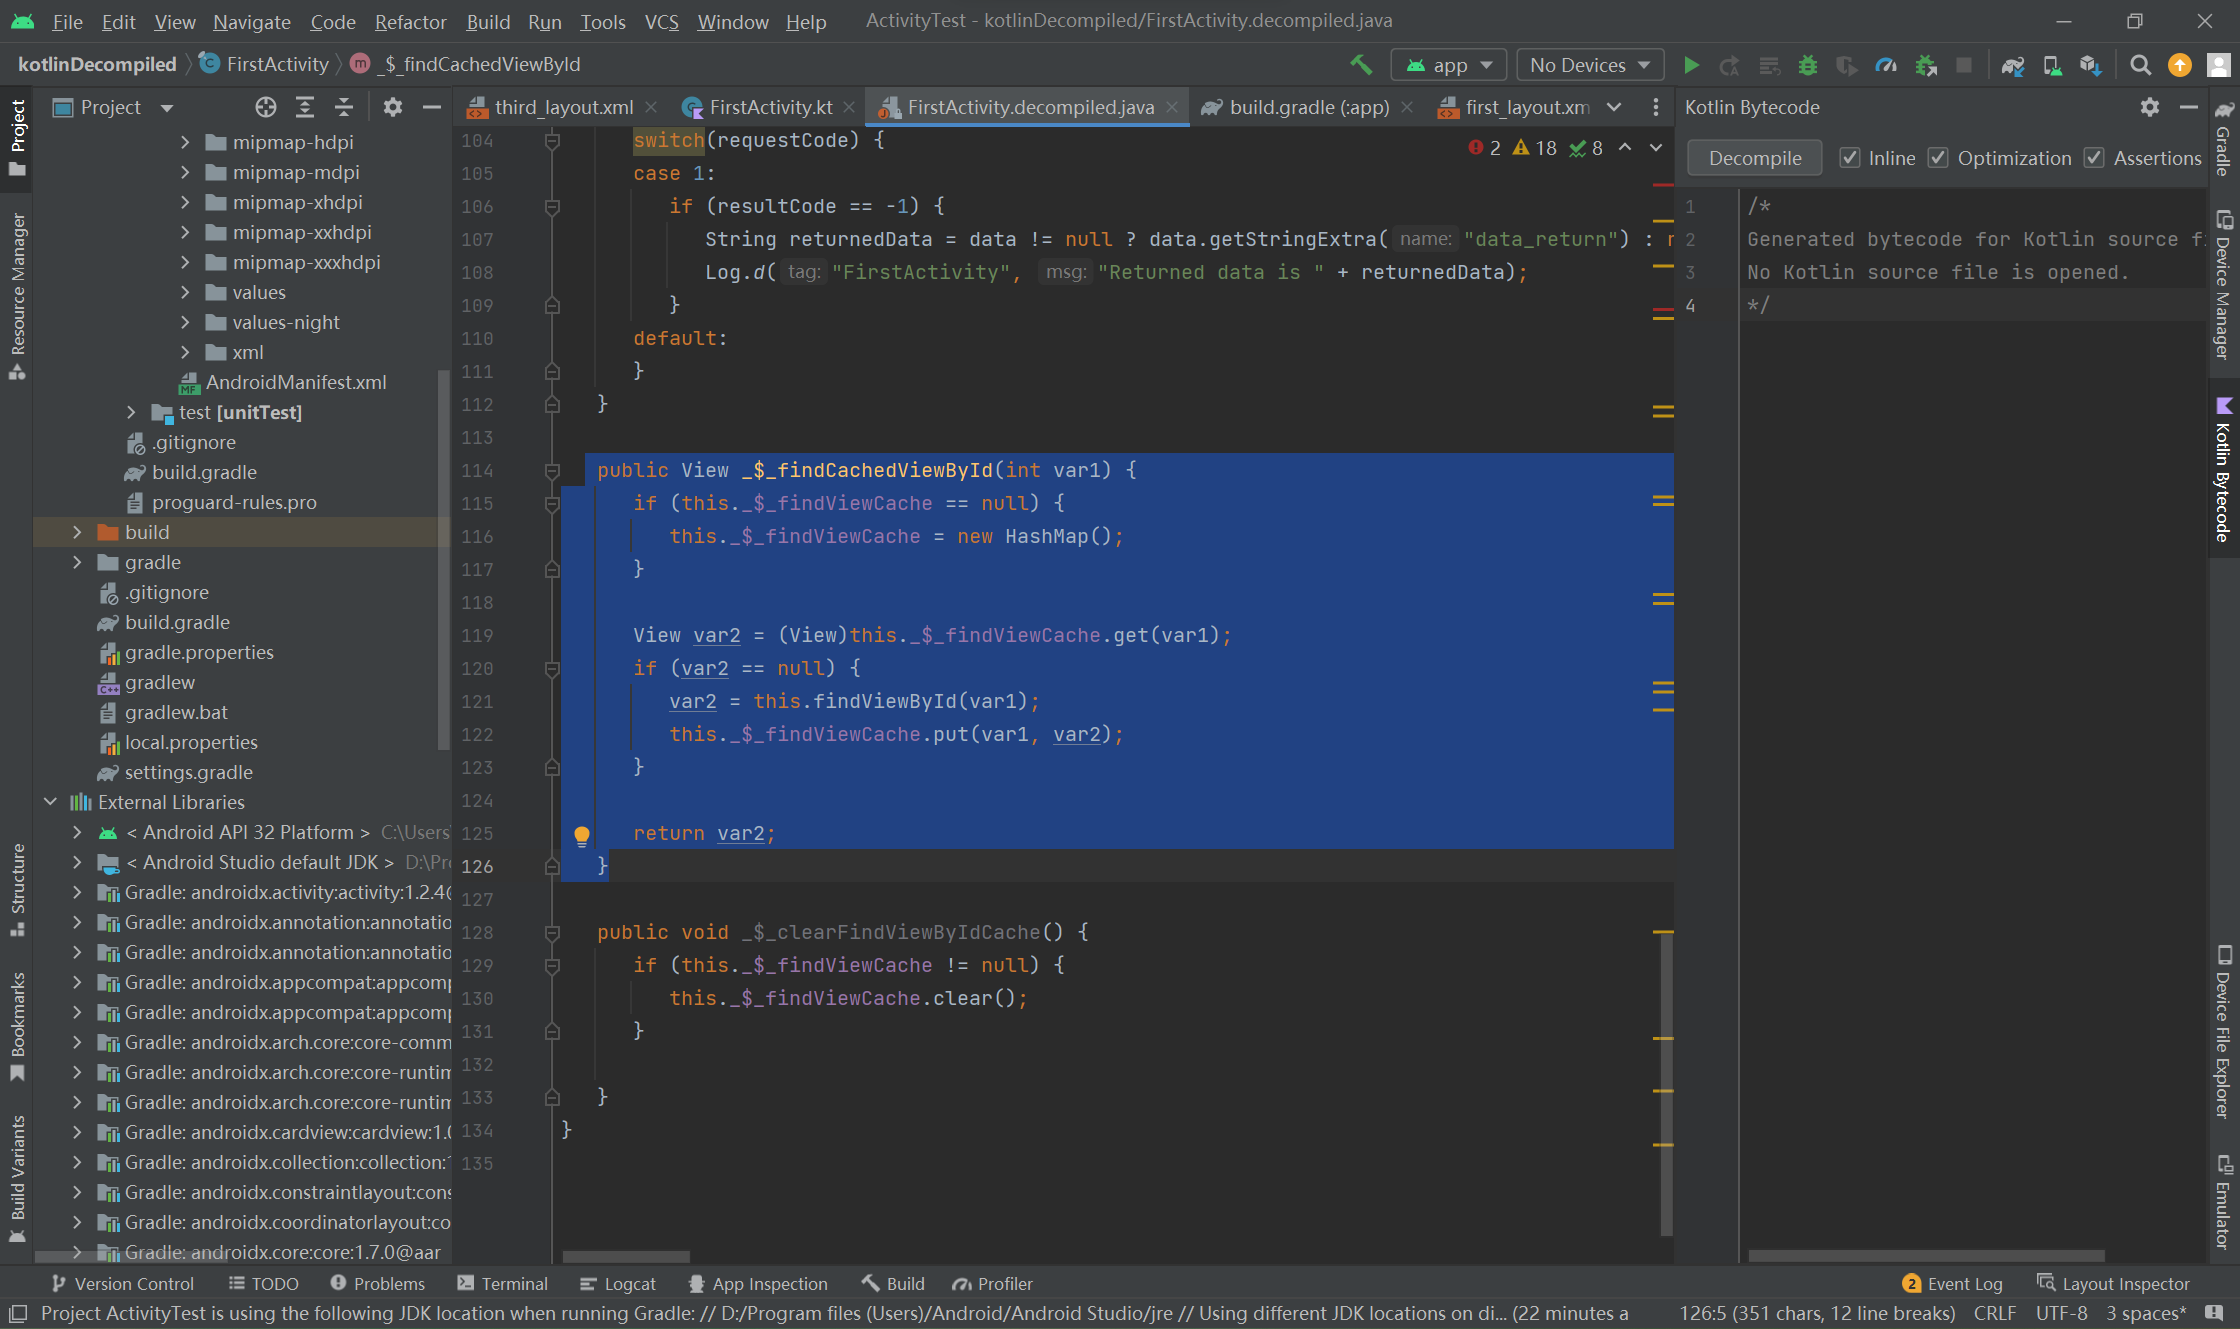 File Edit View Navigate Code Refactor Build Run Tools VCS Window Help ActivityTest - kotlinDecompiled/FirstActivity.decompiled.java
kotlinDecompiled FirstActivity _$_findCachedViewById app No Devices
Project
third_layout.xml FirstActivity.kt FirstActivity.decompiled.java build.gradle (:app) first_layout.xm
Kotlin Bytecode
Decompile Inline Optimization Assertions
Project
Resource Manager
Structure
Bookmarks
Build Variants
mipmap-hdpi
mipmap-mdpi
mipmap-xhdpi
mipmap-xxhdpi
mipmap-xxxhdpi
values
values-night
xml
AndroidManifest.xml
test [unitTest]
.gitignore
build.gradle
proguard-rules.pro
build
gradle
.gitignore
build.gradle
gradle.properties
gradlew
gradlew.bat
local.properties
settings.gradle
External Libraries
< Android API 32 Platform > C:\Users
< Android Studio default JDK > D:\Pr
Gradle: androidx.activity:activity:1.2.4
Gradle: androidx.annotation:annotatio
Gradle: androidx.annotation:annotatio
Gradle: androidx.appcompat:appcom
Gradle: androidx.appcompat:appcom
Gradle: androidx.arch.core:core-comm
Gradle: androidx.arch.core:core-runtin
Gradle: androidx.arch.core:core-runtin
Gradle: androidx.cardview:cardview:1.
Gradle: androidx.collection:collection:
Gradle: androidx.constraintlayout:cons
Gradle: androidx.coordinatorlayout:co
Gradle: androidx.core:core:1.7.0@aar
2 18 8
104 switch(requestCode) {
105 case 1:
106 if (resultCode == -1) {
107 String returnedData = data != null ? data.getStringExtra( name: "data_return") : n
108 Log.d( tag: "FirstActivity", msg: "Returned data is " + returnedData);
109 }
110 default:
111 }
112 }
113
114 public View _$_findCachedViewById(int var1) {
115 if (this._$_findViewCache == null) {
116 this._$_findViewCache = new HashMap();
117 }
118
119 View var2 = (View)this._$_findViewCache.get(var1);
120 if (var2 == null) {
121 var2 = this.findViewById(var1);
122 this._$_findViewCache.put(var1, var2);
123 }
124
125 return var2;
126 }
127
128 public void _$_clearFindViewByIdCache() {
129 if (this._$_findViewCache != null) {
130 this._$_findViewCache.clear();
131 }
132
133 }
134 }
135
1 /*
2 Generated bytecode for Kotlin source f
3 No Kotlin source file is opened.
4 */
Gradle
Device Manager
Kotlin Bytecode
Device File Explorer
Emulator
Version Control TODO Problems Terminal Logcat App Inspection Build Profiler 2 Event Log Layout Inspector
Project ActivityTest is using the following JDK location when running Gradle: // D:/Program files (Users)/Android/Android Studio/jre // Using different JDK locations on di... (22 minutes a 126:5 (351 chars, 12 line breaks) CRLF UTF-8 3 spaces*